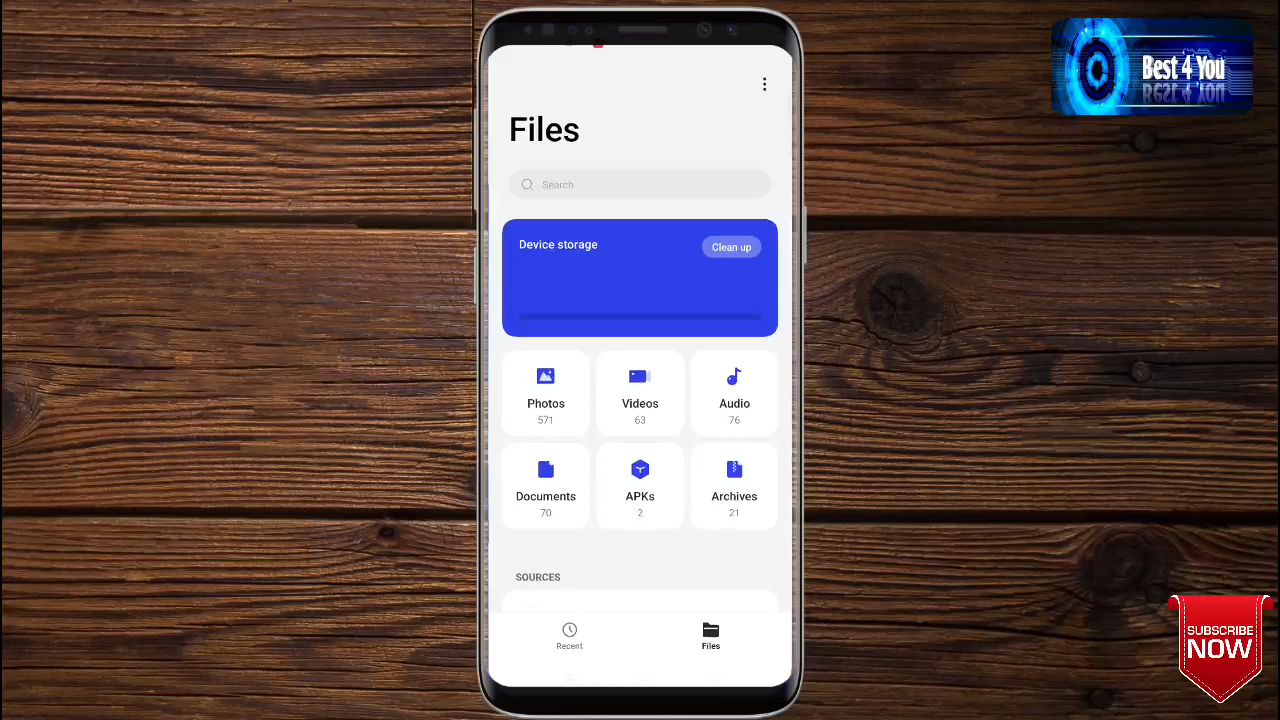 Best 4 You
Files
Search
Device storage
Clean up
Photos
571
Videos
63
Audio
76
Documents
70
APKs
2
Archives
21
SOURCES
Recent
Files
SUBSCRIBE
NOW